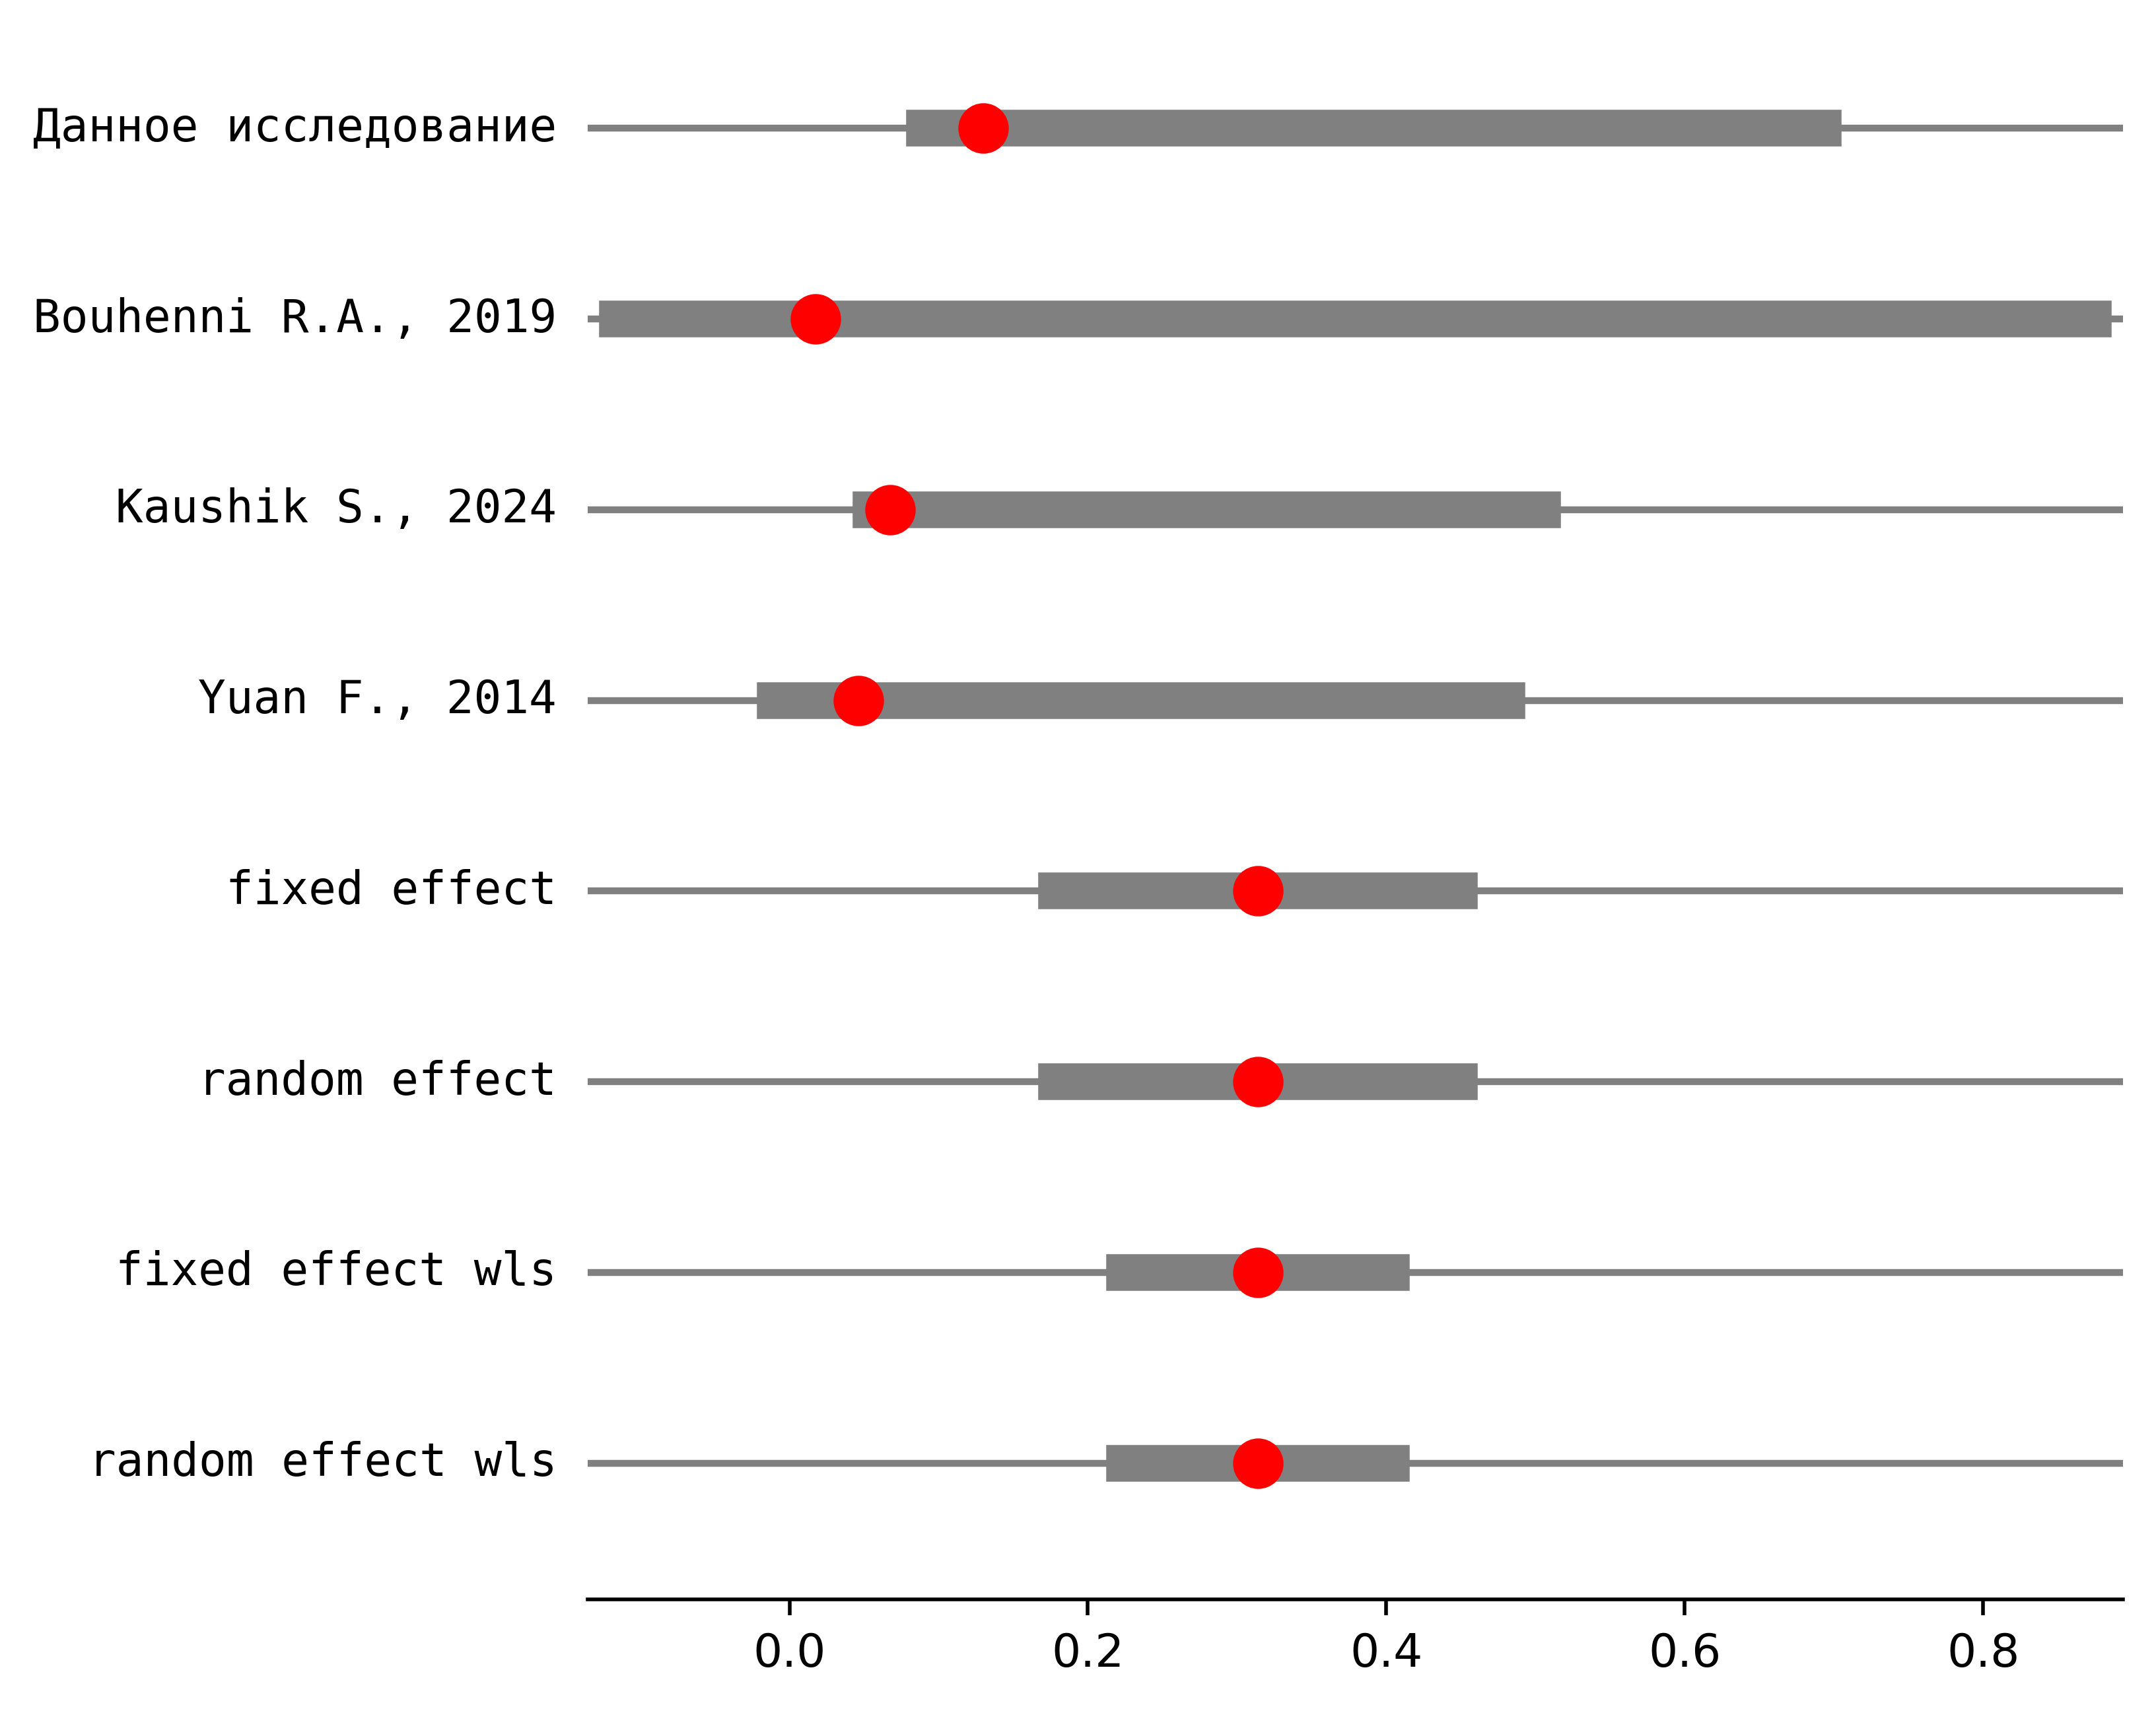 Данное исследование
Bouhenni R.A., 2019
Kaushik S., 2024
Yuan F., 2014
fixed effect
random effect
fixed effect wls
random effect wls
0.0 0.2 0.4 0.6 0.8